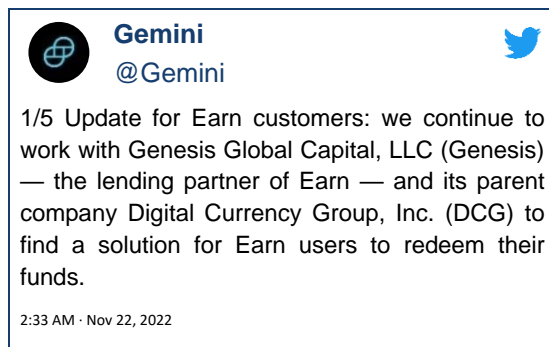 Gemini
@Gemini
1/5 Update for Earn customers: we continue to
work with Genesis Global Capital, LLC (Genesis)
— the lending partner of Earn — and its parent
company Digital Currency Group, Inc. (DCG) to
find a solution for Earn users to redeem their
funds.
2:33 AM · Nov 22, 2022